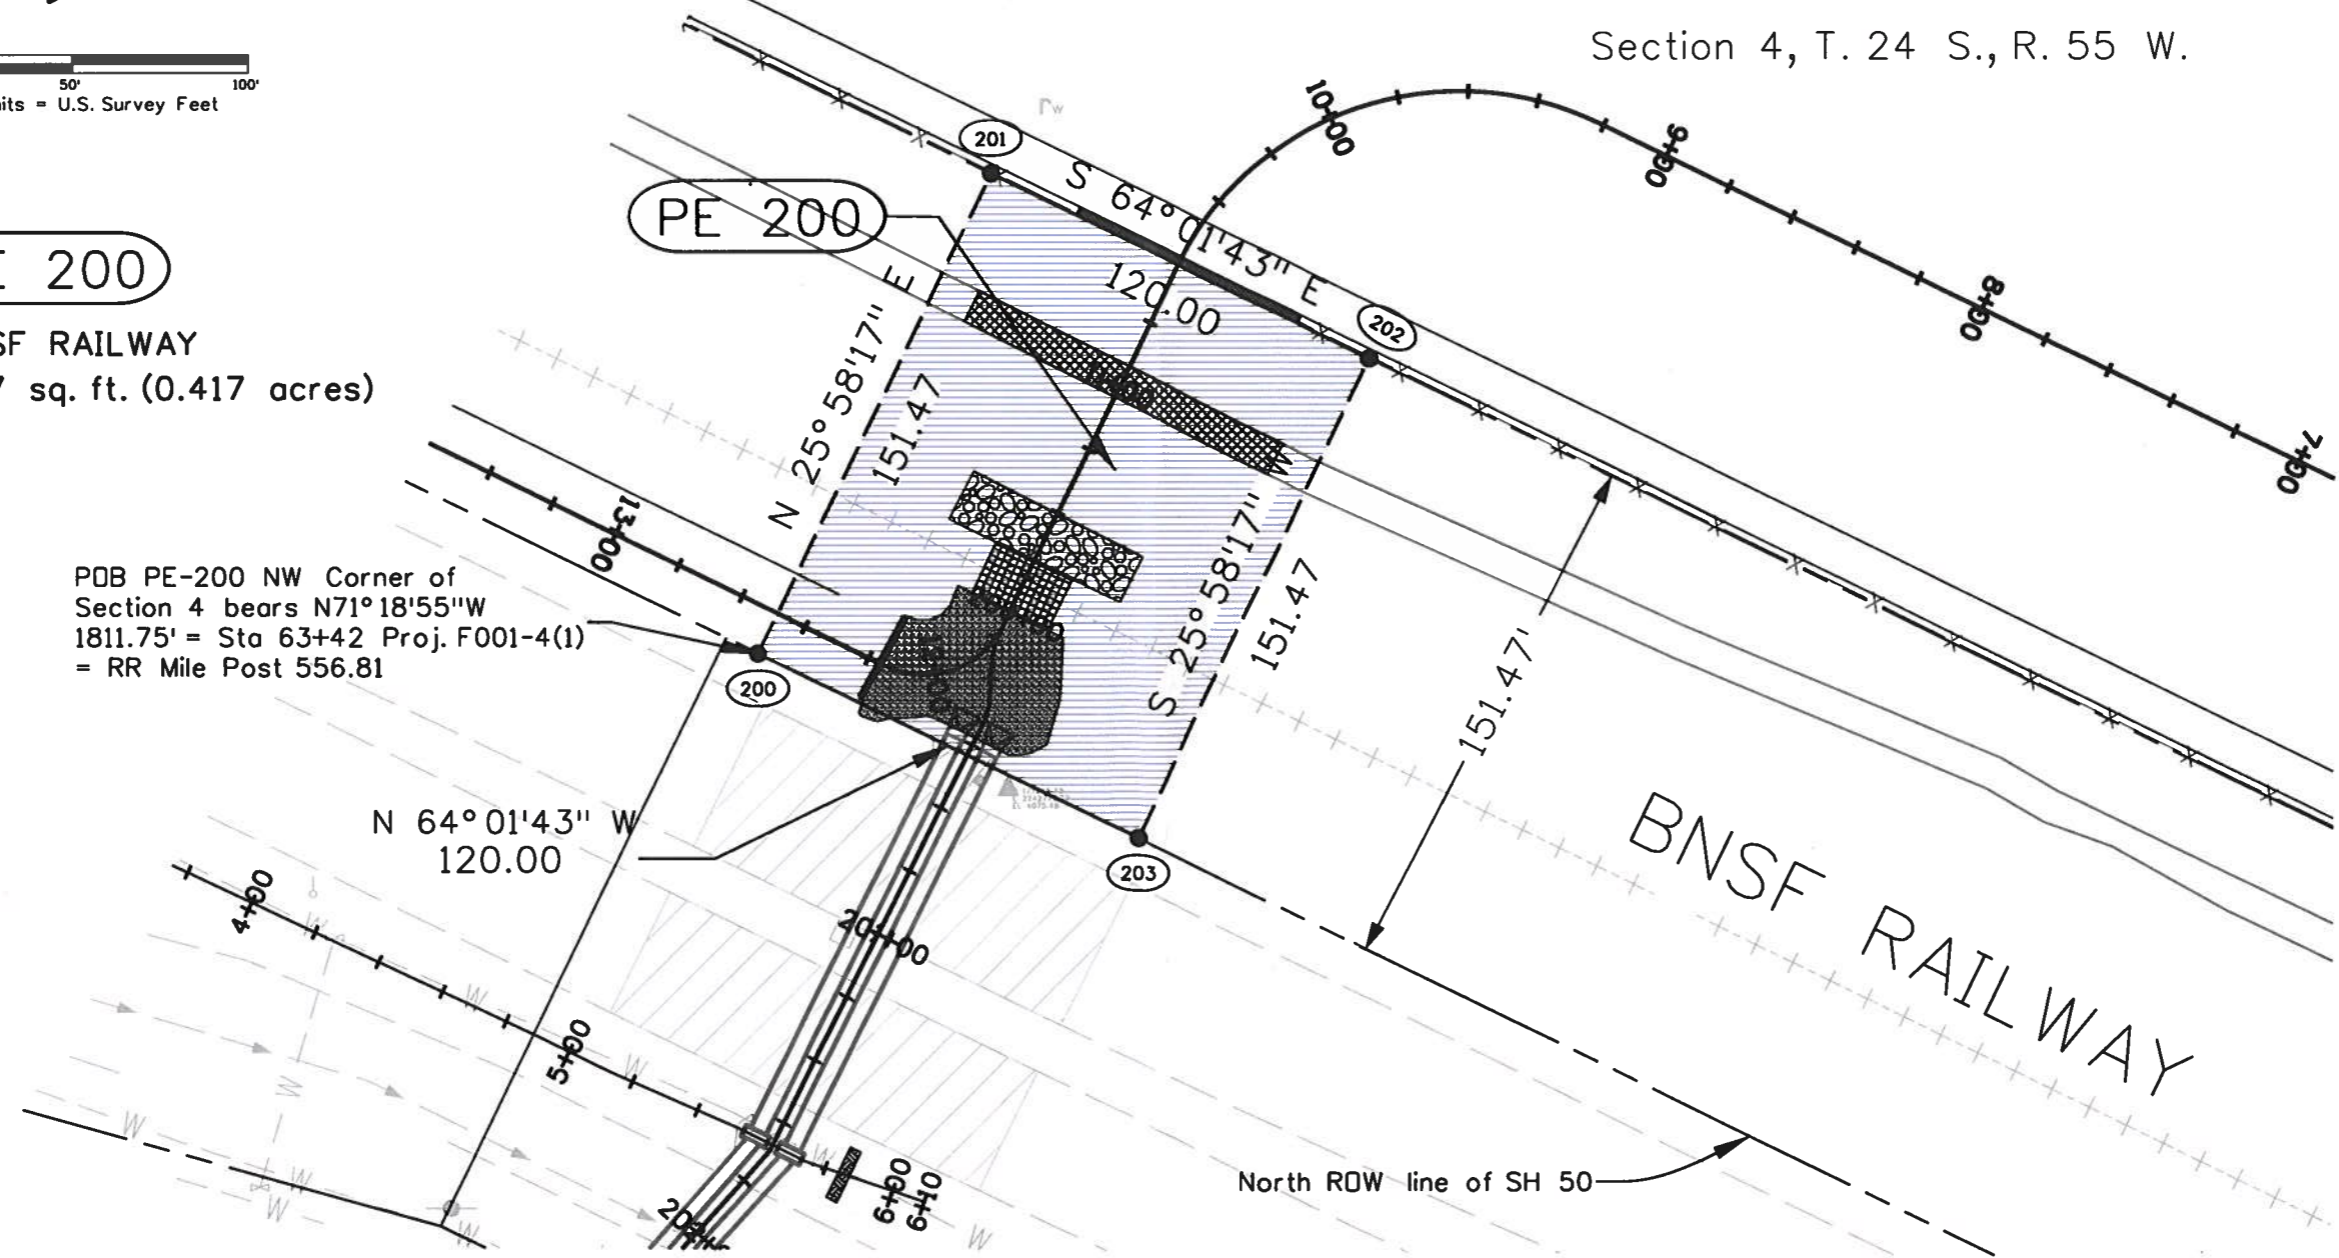 Section 4, T. 24 S., R. 55 W.
50' 100'
= U.S. Survey Feet
201
S 64°01'43" E
120.00
10+00
9+00
8+00
7+00
PE 200
200
RAILWAY
sq. ft. (0.417 acres)
202
N 25°58'17" E
151.47
S 25°58'17" W
151.47
151.47'
13+00
POB PE-200 NW Corner of
Section 4 bears N71°18'55"W
1811.75' = Sta 63+42 Proj. F001-4(1)
= RR Mile Post 556.81
200
N 64°01'43" W
120.00
203
BNSF RAILWAY
4+00
5+00
6+00
6+10
201+00
North ROW line of SH 50
W
W
W
W
W
W
W
W
W
W